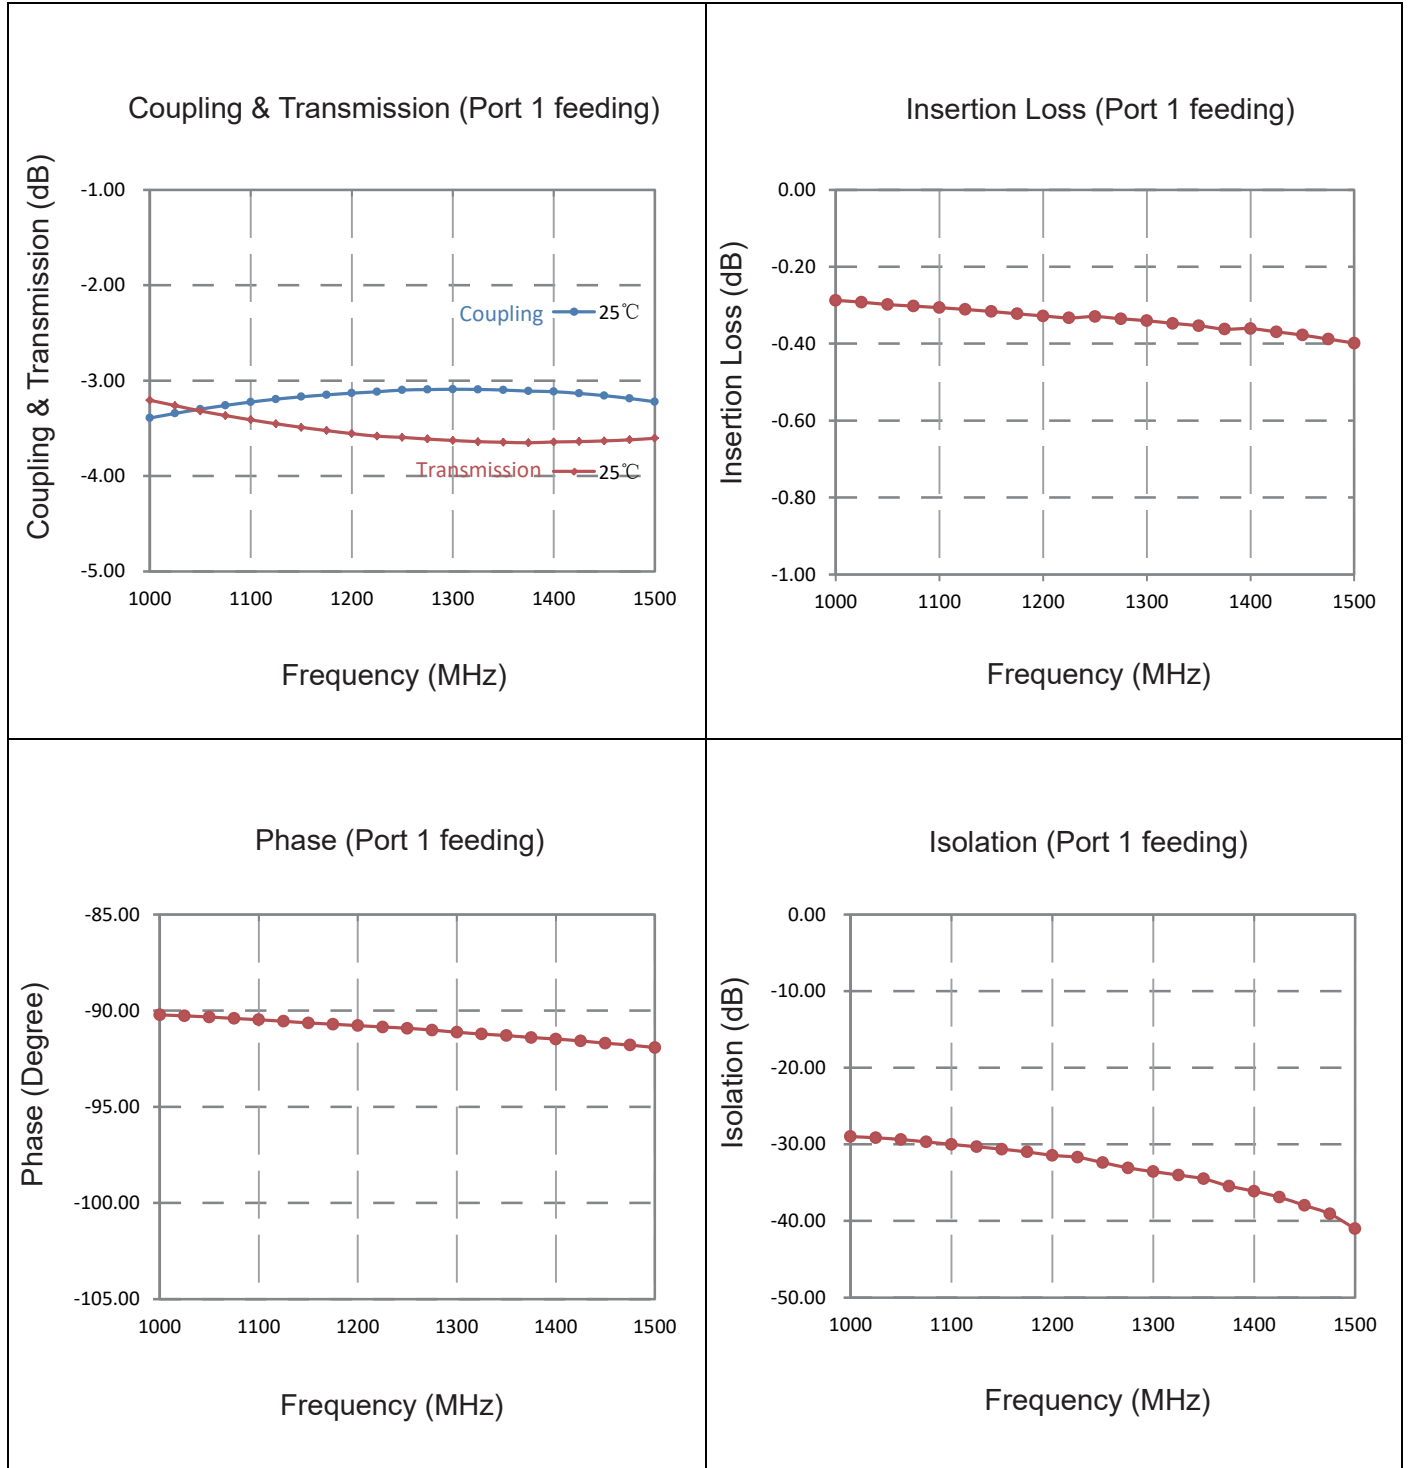 Coupling & Transmission (Port 1 feeding)
Coupling & Transmission (dB)
-1.00
-2.00
-3.00
-4.00
-5.00
Coupling 25℃
Transmission 25℃
1000 1100 1200 1300 1400 1500
Frequency (MHz)
Insertion Loss (Port 1 feeding)
Insertion Loss (dB)
0.00
-0.20
-0.40
-0.60
-0.80
-1.00
1000 1100 1200 1300 1400 1500
Frequency (MHz)
Phase (Port 1 feeding)
Phase (Degree)
-85.00
-90.00
-95.00
-100.00
-105.00
1000 1100 1200 1300 1400 1500
Frequency (MHz)
Isolation (Port 1 feeding)
Isolation (dB)
0.00
-10.00
-20.00
-30.00
-40.00
-50.00
1000 1100 1200 1300 1400 1500
Frequency (MHz)